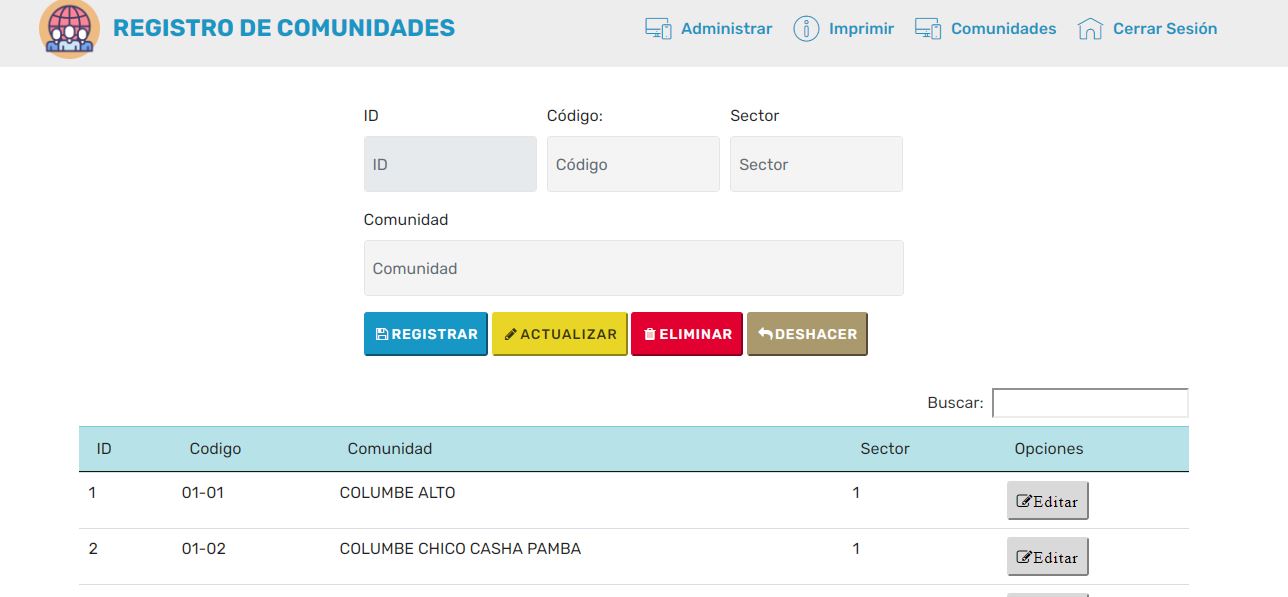 REGISTRO DE COMUNIDADES Administrar Imprimir Comunidades Cerrar Sesión
ID Código: Sector
ID Código Sector
Comunidad
Comunidad
REGISTRAR ACTUALIZAR ELIMINAR DESHACER
Buscar:
ID Codigo Comunidad Sector Opciones
1 01-01 COLUMBE ALTO 1 Editar
2 01-02 COLUMBE CHICO CASHA PAMBA 1 Editar